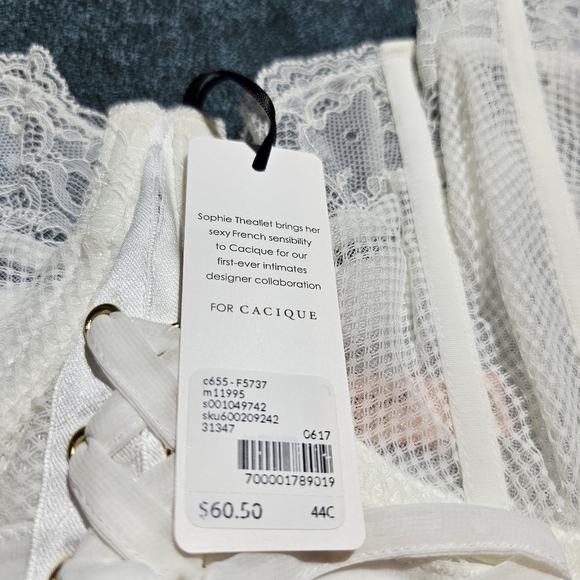 Sophie Theallet brings her
sexy French sensibility
to Cacique for our
first-ever intimates
designer collaboration
FOR CACIQUE
c655-F5737
m11995
s001049742
sku600209242
31347 0617
700001789019
$60.50 44C